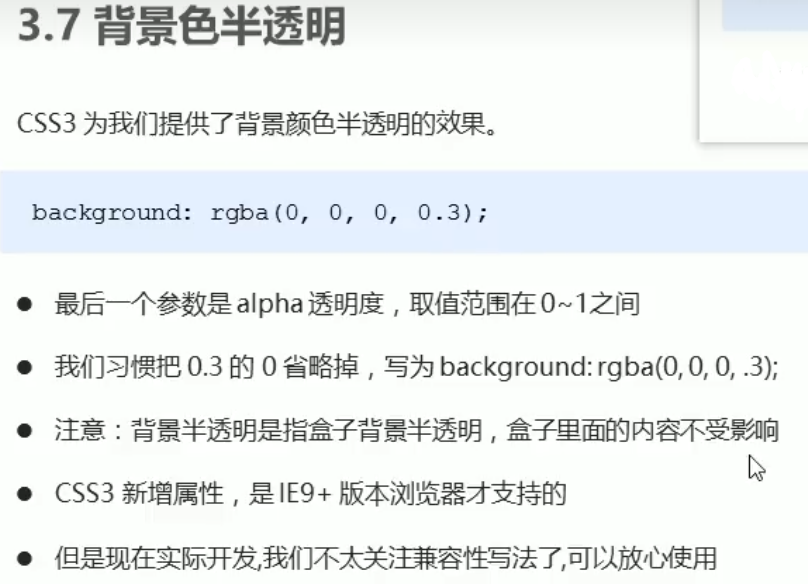 3.7 背景色半透明
CSS3 为我们提供了背景颜色半透明的效果。
background: rgba(0, 0, 0, 0.3);
● 最后一个参数是 alpha 透明度，取值范围在 0~1之间
● 我们习惯把 0.3 的 0 省略掉，写为 background: rgba(0, 0, 0, .3);
● 注意：背景半透明是指盒子背景半透明，盒子里面的内容不受影响
● CSS3 新增属性，是 IE9+ 版本浏览器才支持的
● 但是现在实际开发,我们不太关注兼容性写法了,可以放心使用